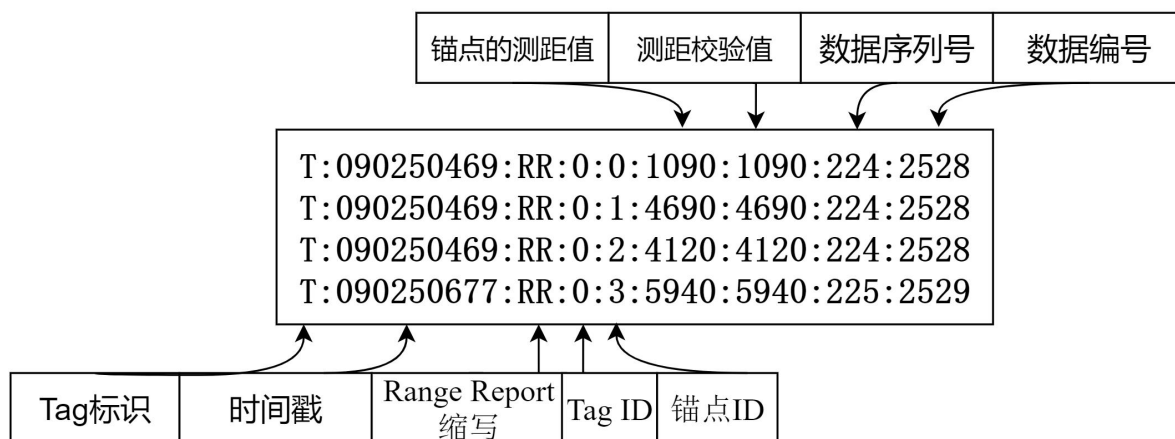 锚点的测距值 测距校验值 数据序列号 数据编号
T:090250469:RR:0:0:1090:1090:224:2528
T:090250469:RR:0:1:4690:4690:224:2528
T:090250469:RR:0:2:4120:4120:224:2528
T:090250677:RR:0:3:5940:5940:225:2529
Tag标识 时间戳 Range Report 缩写 Tag ID 锚点ID